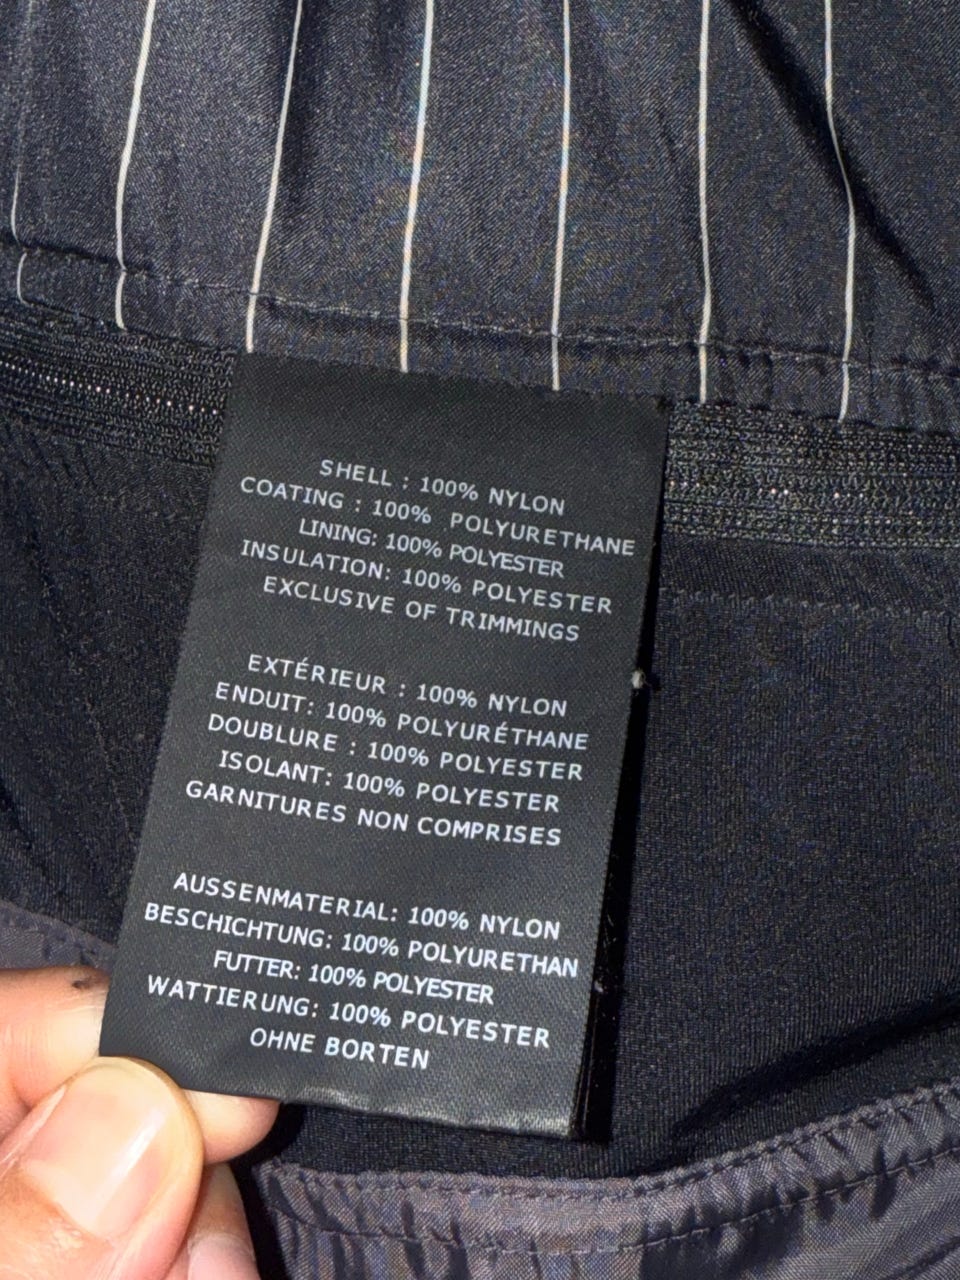 SHELL : 100% NYLON
COATING : 100% POLYURETHANE
LINING: 100% POLYESTER
INSULATION: 100% POLYESTER
EXCLUSIVE OF TRIMMINGS
EXTÉRIEUR : 100% NYLON
ENDUIT: 100% POLYURÉTHANE
DOUBLURE : 100% POLYESTER
ISOLANT: 100% POLYESTER
GARNITURES NON COMPRISES
AUSSENMATERIAL: 100% NYLON
BESCHICHTUNG: 100% POLYURETHAN
FUTTER: 100% POLYESTER
WATTIERUNG: 100% POLYESTER
OHNE BORTEN